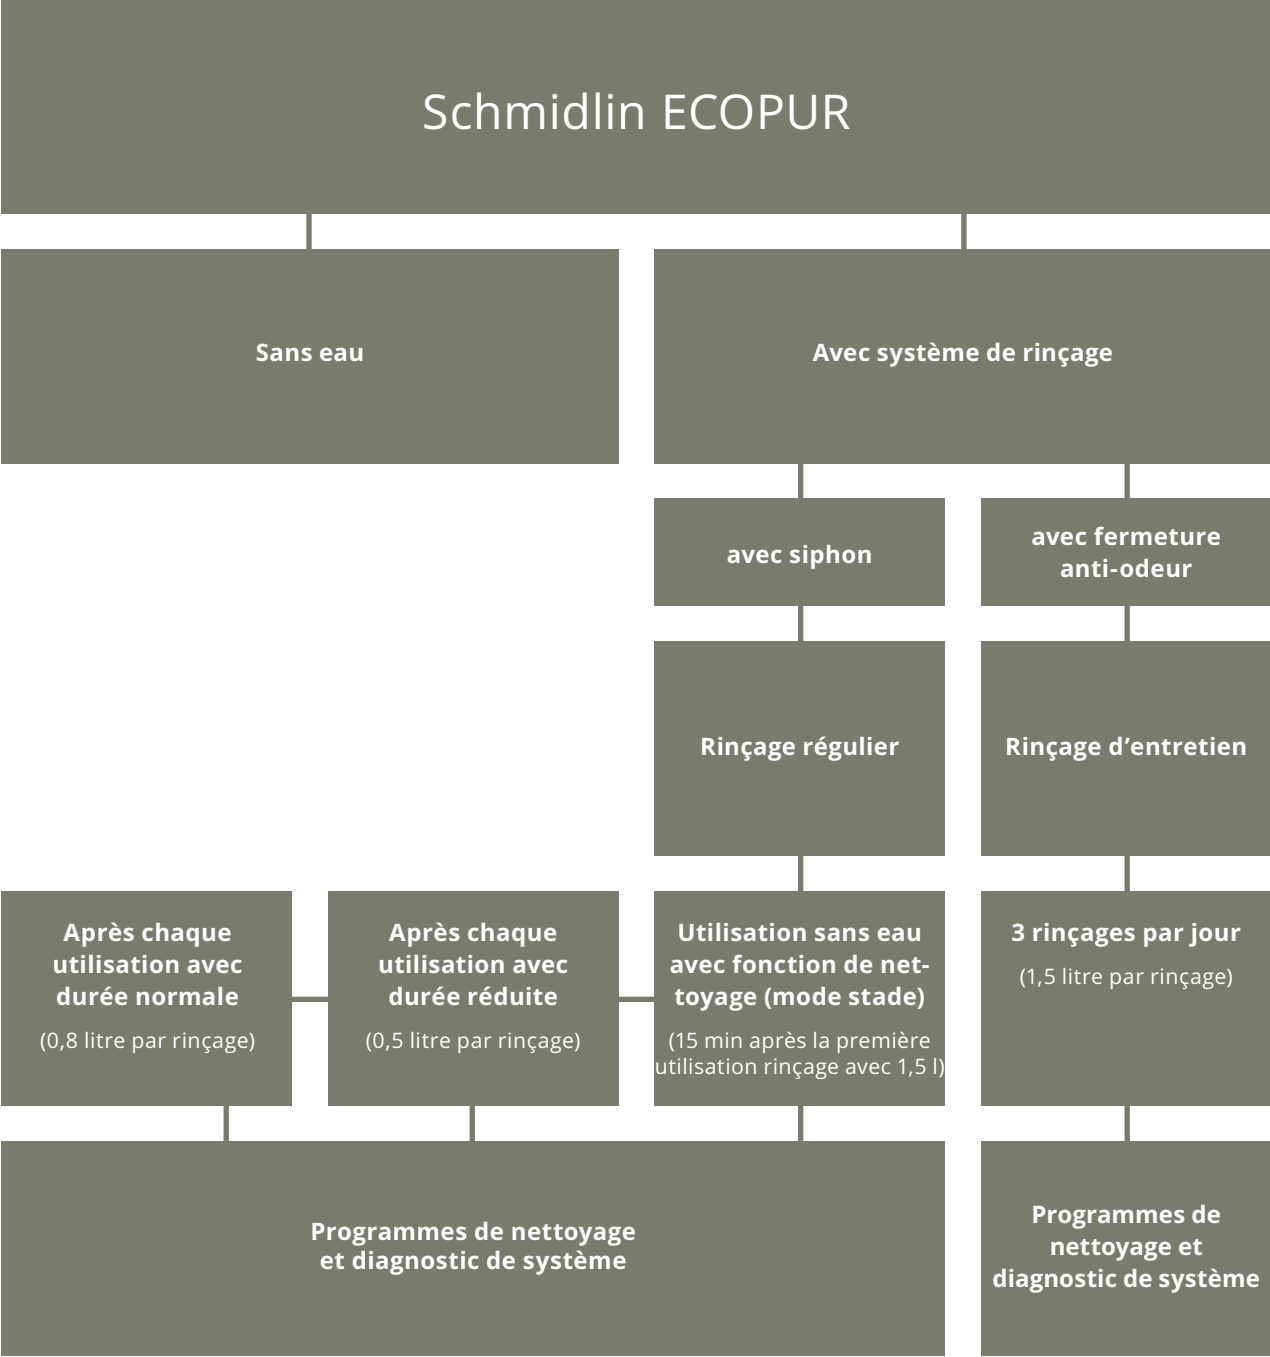 Schmidlin ECOPUR
Sans eau
Avec système de rinçage
avec siphon
avec fermeture
anti-odeur
Rinçage régulier
Rinçage d’entretien
Après chaque
utilisation avec
durée normale
(0,8 litre par rinçage)
Après chaque
utilisation avec
durée réduite
(0,5 litre par rinçage)
Utilisation sans eau
avec fonction de net-
toyage (mode stade)
(15 min après la première
utilisation rinçage avec 1,5 l)
3 rinçages par jour
(1,5 litre par rinçage)
Programmes de nettoyage
et diagnostic de système
Programmes de
nettoyage et
diagnostic de système